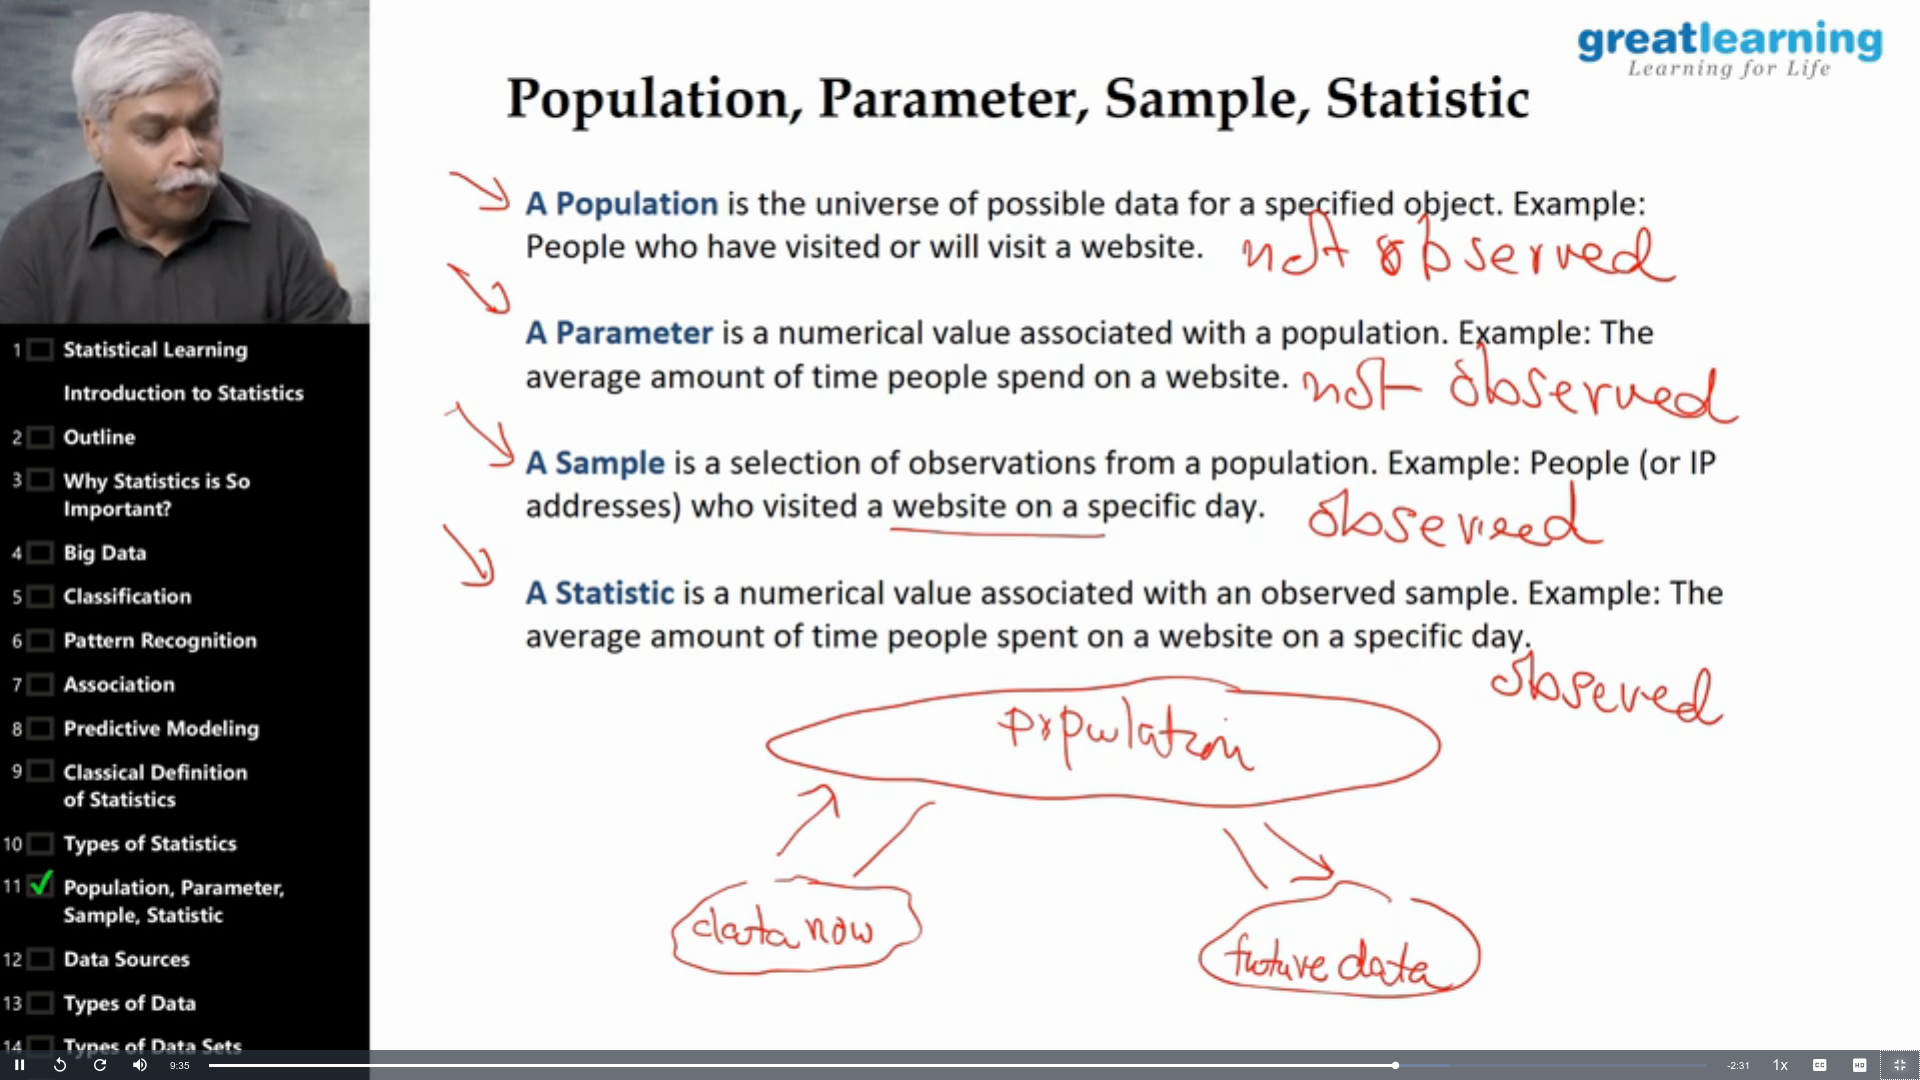 greatlearning
Learning for Life
Population, Parameter, Sample, Statistic
A Population is the universe of possible data for a specified object. Example:
People who have visited or will visit a website.
not observed
A Parameter is a numerical value associated with a population. Example: The
average amount of time people spend on a website.
not observed
A Sample is a selection of observations from a population. Example: People (or IP
addresses) who visited a website on a specific day.
observed
A Statistic is a numerical value associated with an observed sample. Example: The
average amount of time people spent on a website on a specific day.
observed
population
data now
future data
1 Statistical Learning
Introduction to Statistics
2 Outline
3 Why Statistics is So
Important?
4 Big Data
5 Classification
6 Pattern Recognition
7 Association
8 Predictive Modeling
9 Classical Definition
of Statistics
10 Types of Statistics
11 Population, Parameter,
Sample, Statistic
12 Data Sources
13 Types of Data
14 Types of Data Sets
9:35
-2:31
1x
CC
HD